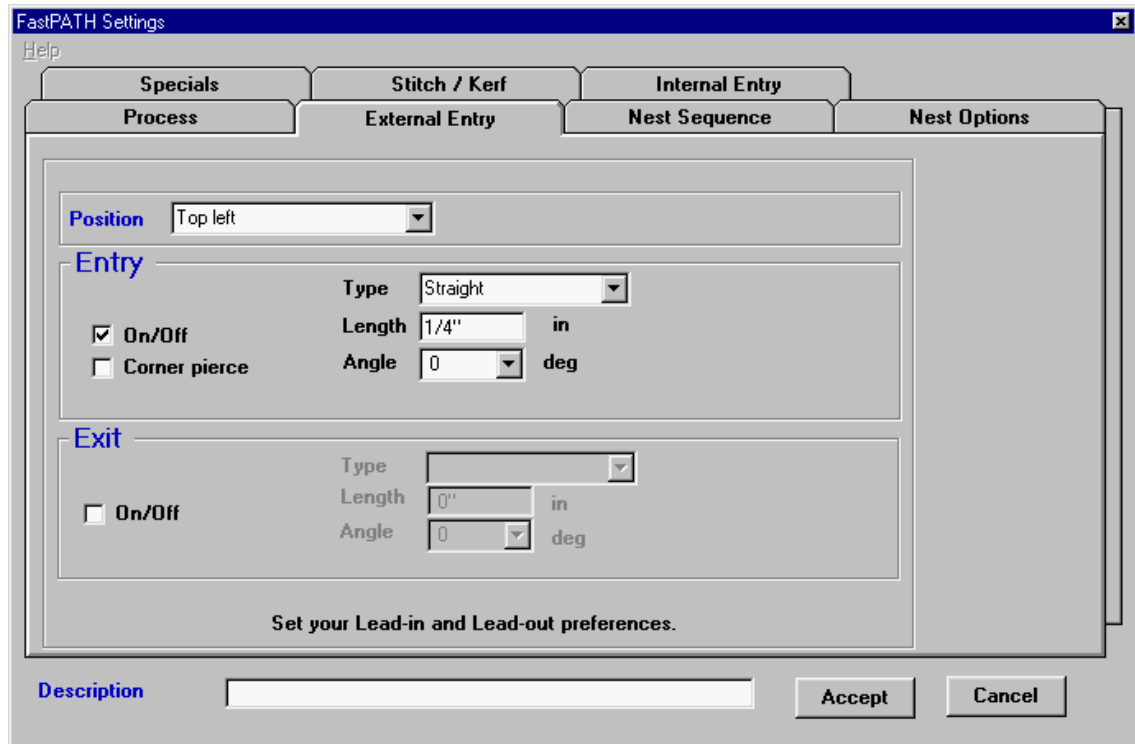 FastPATH Settings
Help
Specials Stitch / Kerf Internal Entry
Process External Entry Nest Sequence Nest Options
Position Top left
Entry
Type Straight
Length 1/4" in
On/Off
Angle 0 deg
Corner pierce
Exit
Type
Length 0" in
On/Off
Angle 0 deg
Set your Lead-in and Lead-out preferences.
Description Accept Cancel